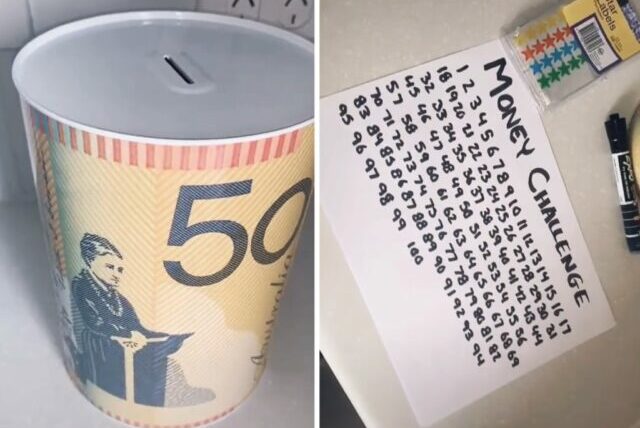 50
Star
Labels
MONEY CHALLENGE
1 2 3 4 5 6 7 8 9 10 11 12 13 14 15 16 17
18 19 20 21 22 23 24 25 26 27 28 29 30 31
32 33 34 35 36 37 38 39 40 41 42 43 44
45 46 47 48 49 50 51 52 53 54 55 56
57 58 59 60 61 62 63 64 65 66 67 68 69
70 71 72 73 74 75 76 77 78 79 80 81 82
83 84 85 86 87 88 89 90 91 92 93 94
95 96 97 98 99 100